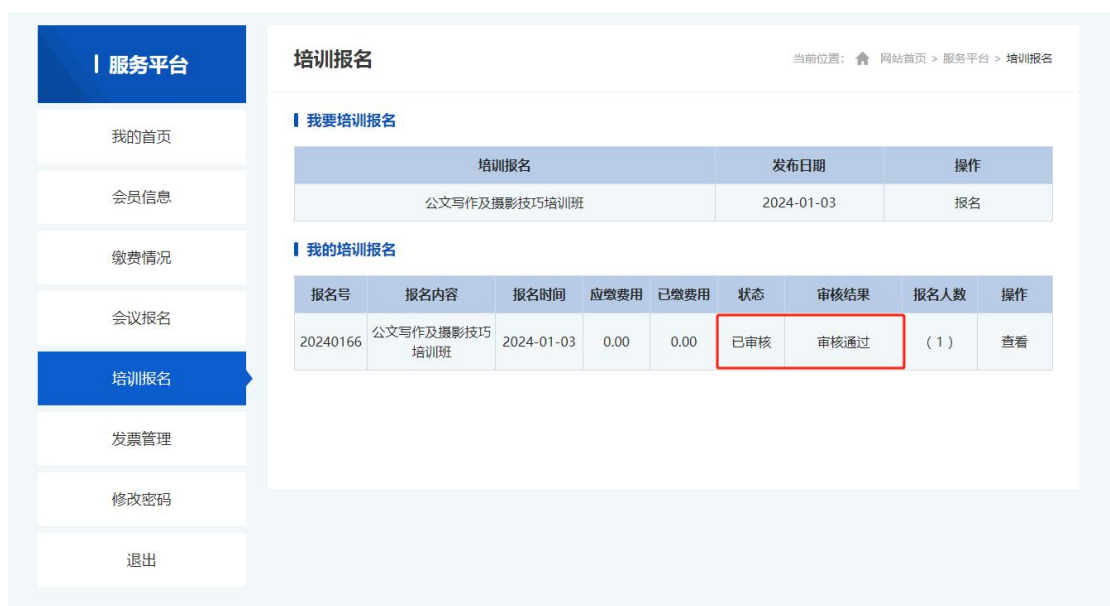 服务平台
我的首页
会员信息
缴费情况
会议报名
培训报名
发票管理
修改密码
退出
培训报名
当前位置： 网站首页 > 服务平台 > 培训报名
我要培训报名
培训报名 发布日期 操作
公文写作及摄影技巧培训班 2024-01-03 报名
我的培训报名
报名号 报名内容 报名时间 应缴费用 已缴费用 状态 审核结果 报名人数 操作
20240166 公文写作及摄影技巧 2024-01-03 0.00 0.00 已审核 审核通过 （1） 查看
培训班